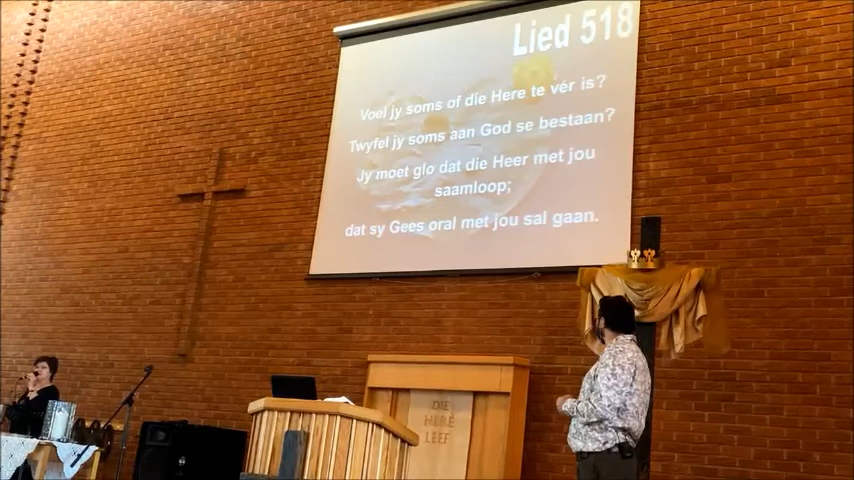 Lied 518
Voel jy soms of die Here te vér is?
Twyfel jy soms aan God se bestaan?
Jy moet glo dat die Heer met jou
saamloop;
dat sy Gees oral met jou sal gaan.
DIE
HERE
LEEF